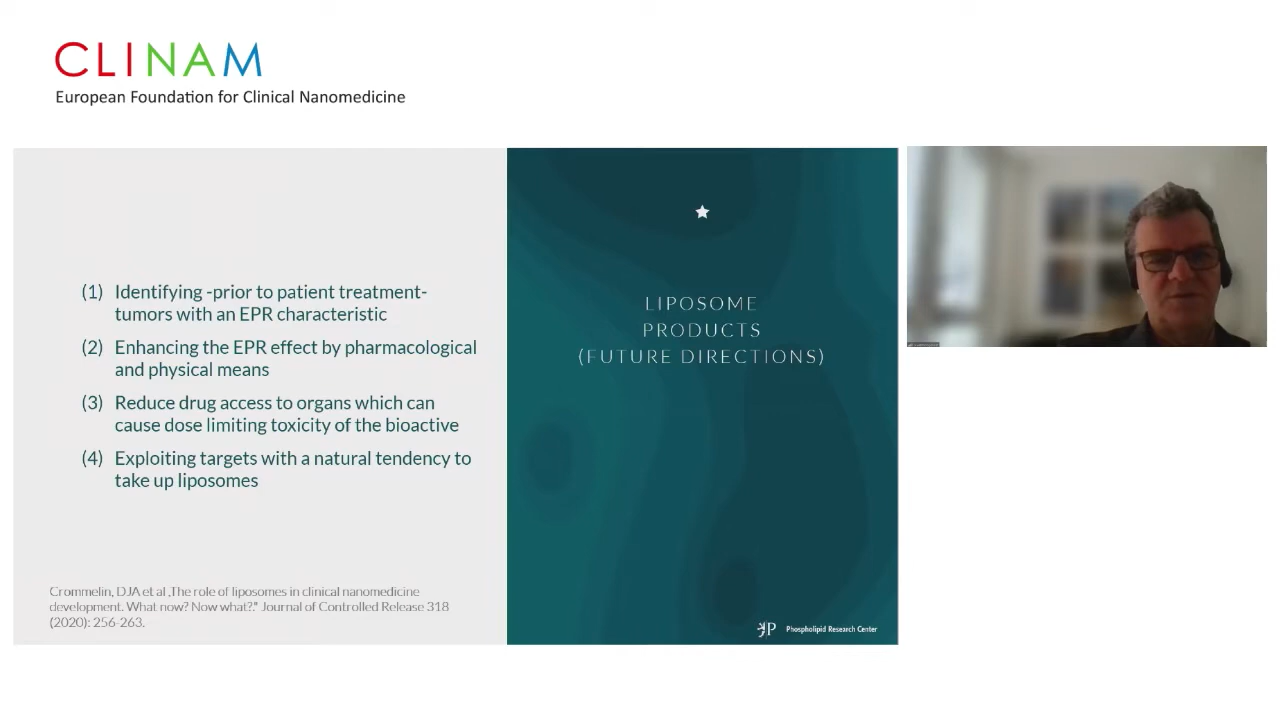 CLINAM
European Foundation for Clinical Nanomedicine
(1) Identifying -prior to patient treatment-
tumors with an EPR characteristic
(2) Enhancing the EPR effect by pharmacological
and physical means
(3) Reduce drug access to organs which can
cause dose limiting toxicity of the bioactive
(4) Exploiting targets with a natural tendency to
take up liposomes
Crommelin, DJA et al „The role of liposomes in clinical nanomedicine
development. What now? Now what?." Journal of Controlled Release 318
(2020): 256-263.
LIPOSOME
PRODUCTS
(FUTURE DIRECTIONS)
Phospholipid Research Center